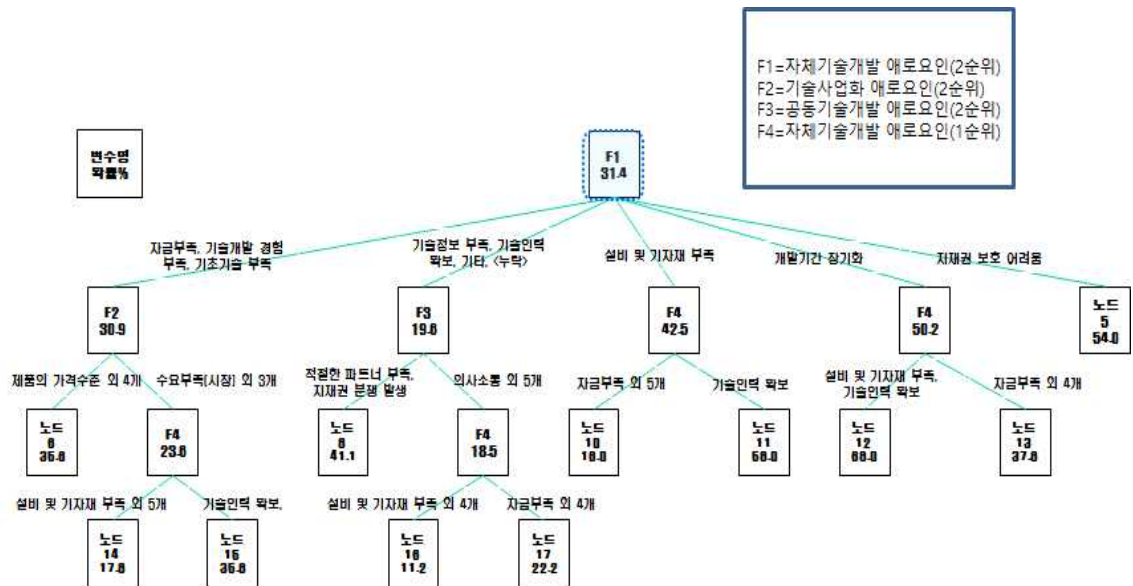 F1=자체기술개발 애로요인(2순위)
F2=기술사업화 애로요인(2순위)
F3=공동기술개발 애로요인(2순위)
F4=자체기술개발 애로요인(1순위)
변수명
확률%
F1
31.4
자금부족, 기술개발 경험
부족, 기초기술 부족
기술정보 부족, 기술인력
확보, 기타, <누락>
설비 및 기자재 부족
개발기간 장기화
지재권 보호 어려움
F2
30.9
F3
19.8
F4
42.5
F4
50.2
노드
5
54.0
제품의 가격수준 외 4개
수요부족(시장) 외 3개
적절한 파트너 부족,
지재권 분쟁 발생
의사소통 외 5개
자금부족 외 5개
기술인력 확보
설비 및 기자재 부족,
기술인력 확보
자금부족 외 4개
노드
6
F4
노드
41.1
F4
18.5
노드
10
노드
11
노드
12
노드
13
설비 및 기자재 부족 외 5개
기술인력 확보,
설비 및 기자재 부족 외 4개
자금부족 외 4개
노드
14
노드
15
노드
16
11.2
노드
17
22.2